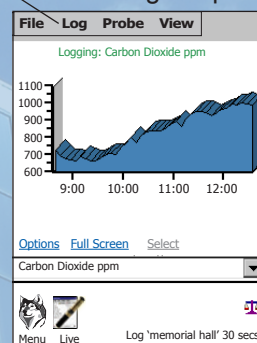 File Log Probe View
Logging: Carbon Dioxide ppm
1100
1000
900
800
700
600
9:00 10:00 11:00 12:00
Options Full Screen Select
Carbon Dioxide ppm
Menu Live
Log ‘memorial hall’ 30 secs